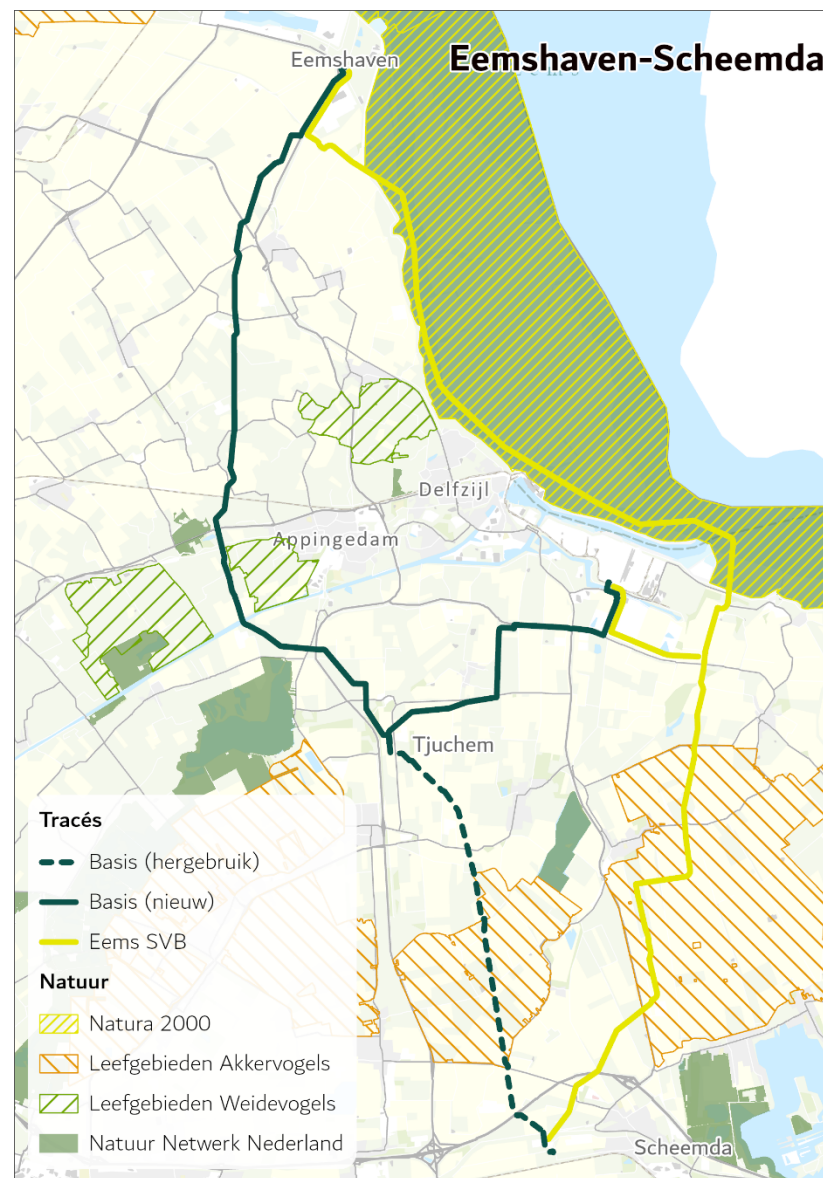 Eemshaven-Scheemda
Eemshaven
Delfzijl
Appingedam
Tjuchem
Tracés
Basis (hergebruik)
Basis (nieuw)
Eems SVB
Natuur
Natura 2000
Leefgebieden Akkervogels
Leefgebieden Weidevogels
Natuur Netwerk Nederland
Scheemda